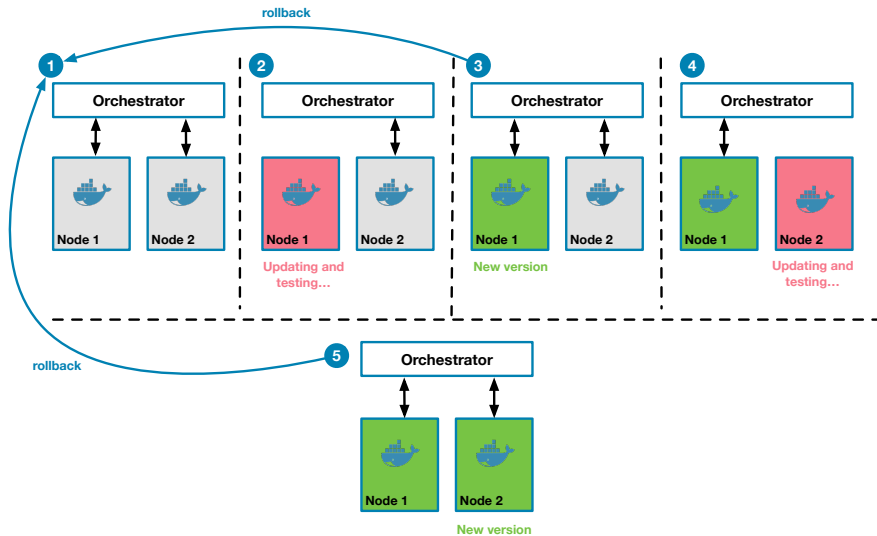 rollback
1
2
3
4
Orchestrator
Orchestrator
Orchestrator
Orchestrator
Node 1
Node 2
Node 1
Node 2
Node 1
Node 2
Node 1
Node 2
Updating and
testing…
New version
Updating and
testing…
rollback
5
Orchestrator
Node 1
Node 2
New version